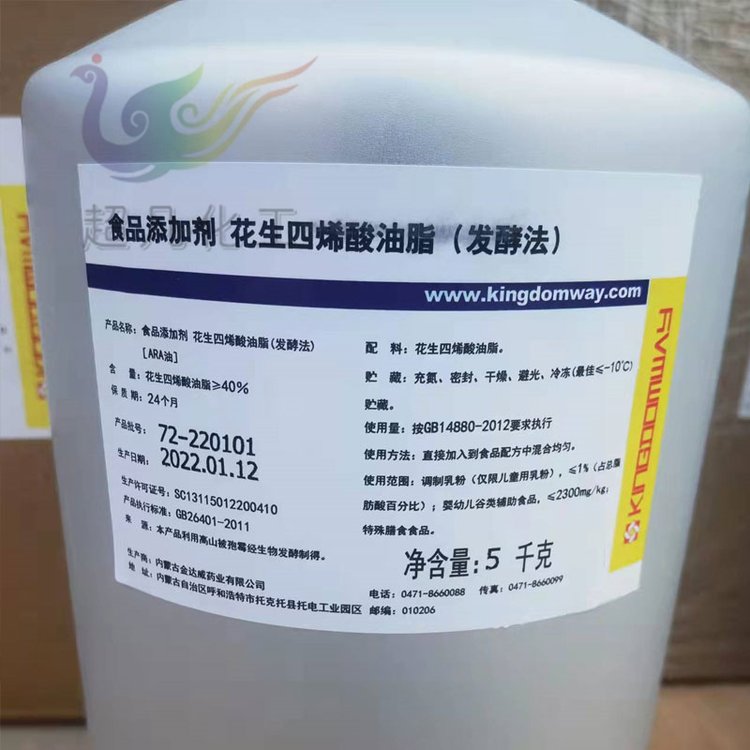 食品添加剂 花生四烯酸油脂（发酵法）
超凡化工
www.kingdomway.com
产品名称: 食品添加剂 花生四烯酸油脂(发酵法)
[ARA油]
含 量: 花生四烯酸油脂≥40%
保 质 期: 24个月
产品批号: 72-220101
生产日期: 2022.01.12
生产许可证号: SC13115012200410
产品执行标准: GB26401-2011
来 源: 本产品利用高山被孢霉经生物发酵制得。
生产商: 内蒙古金达威药业有限公司
地 址: 内蒙古自治区呼和浩特市托克托县托电工业园区
配 料: 花生四烯酸油脂。
贮 藏: 充氮、密封、干燥、避光、冷冻(最佳≤-10℃)
贮藏。
使用量: 按GB14880-2012要求执行
使用方法: 直接加入到食品配方中混合均匀。
使用范围: 调制乳粉（仅限儿童用乳粉），≤1%（占总脂
肪酸百分比）；婴幼儿谷类辅助食品，≤2300mg/kg;
特殊膳食食品。
净含量: 5 千克
电话: 0471-8660088 传真: 0471-8660099
邮编: 010206
KINGDOMWAY